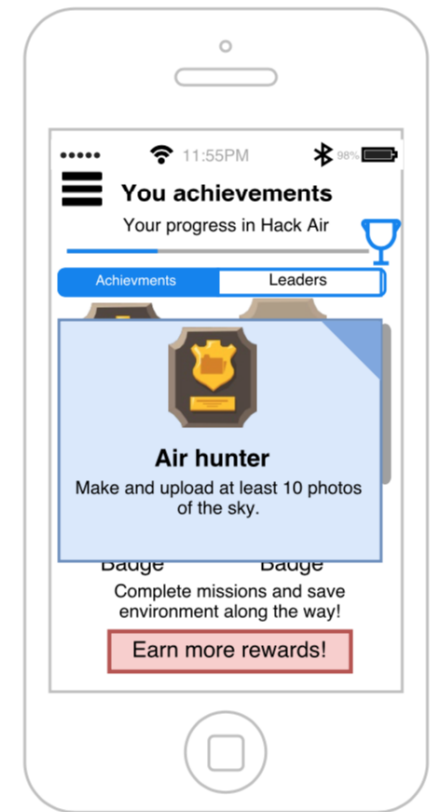 11:55PM 98%
You achievements
Your progress in Hack Air
Achievments Leaders
Air hunter
Make and upload at least 10 photos
of the sky.
Badge Badge
Complete missions and save
environment along the way!
Earn more rewards!